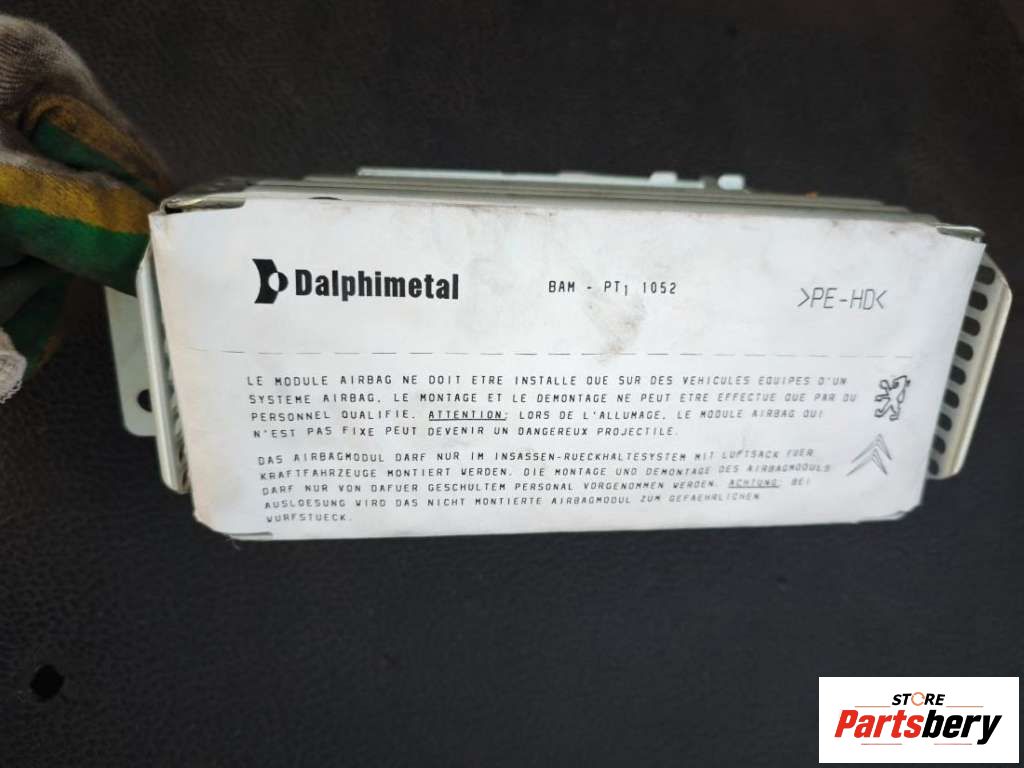 Dalphimetal
BAM - PT1 1052
>PE-HD<
LE MODULE AIRBAG NE DOIT ETRE INSTALLE QUE SUR DES VEHICULES EQUIPES D'UN
SYSTEME AIRBAG. LE MONTAGE ET LE DEMONTAGE NE PEUT ETRE EFFECTUE QUE PAR DU
PERSONNEL QUALIFIE. ATTENTION: LORS DE L'ALLUMAGE, LE MODULE AIRBAG QUI
N'EST PAS FIXE PEUT DEVENIR UN DANGEREUX PROJECTILE.
DAS AIRBAGMODUL DARF NUR IM INSASSEN-RUECKHALTESYSTEM MIT LUFTSACK FUER
KRAFTFAHRZEUGE MONTIERT WERDEN. DIE MONTAGE UND DEMONTAGE DES AIRBAGMODULS
DARF NUR VON DAFUER GESCHULTEM PERSONAL VORGENOMMEN WERDEN. ACHTUNG: BEI
AUSLOESUNG WIRD DAS NICHT MONTIERTE AIRBAGMODUL ZUM GEFAEHRLICHEN
WURFSTUECK.
STORE
Partsbery